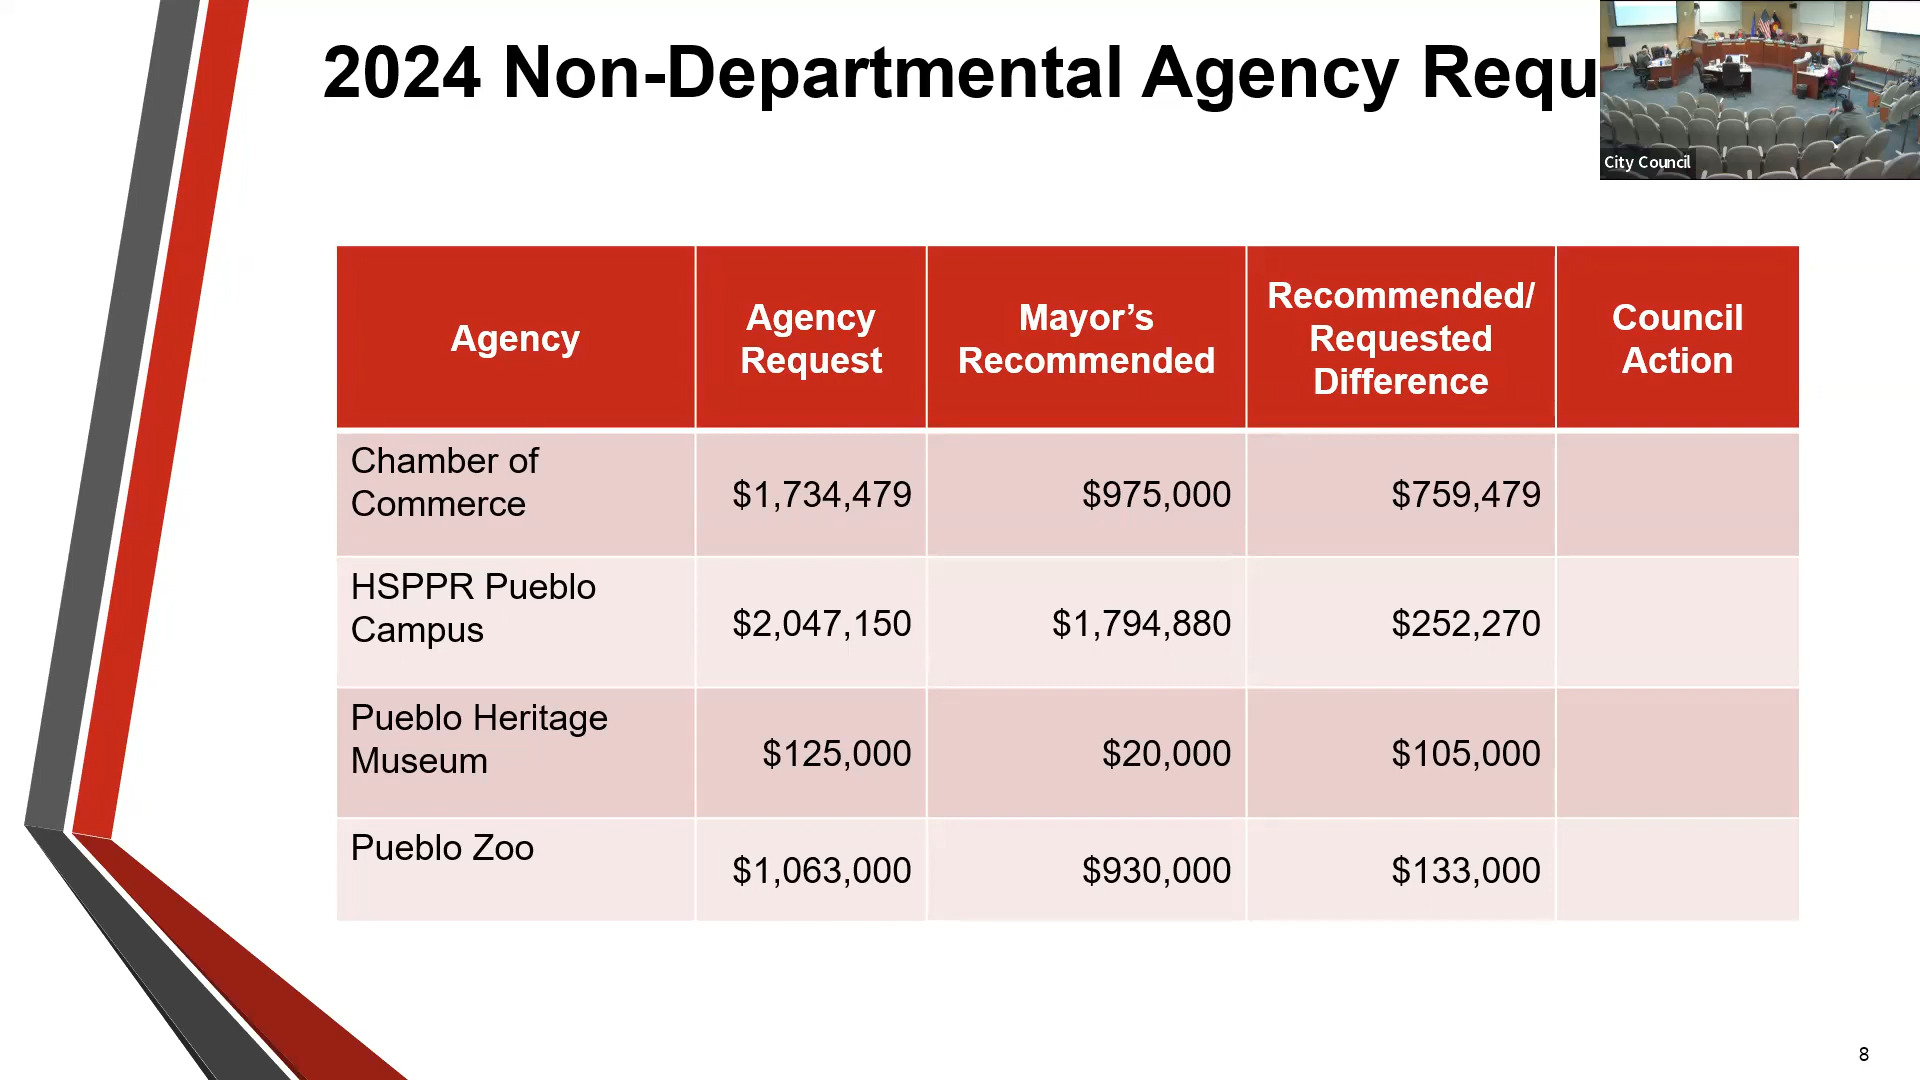 2024 Non-Departmental Agency Requ
City Council
Agency
Agency
Request
Mayor’s
Recommended
Recommended/
Requested
Difference
Council
Action
Chamber of
Commerce
$1,734,479
$975,000
$759,479
HSPPR Pueblo
Campus
$2,047,150
$1,794,880
$252,270
Pueblo Heritage
Museum
$125,000
$20,000
$105,000
Pueblo Zoo
$1,063,000
$930,000
$133,000
8